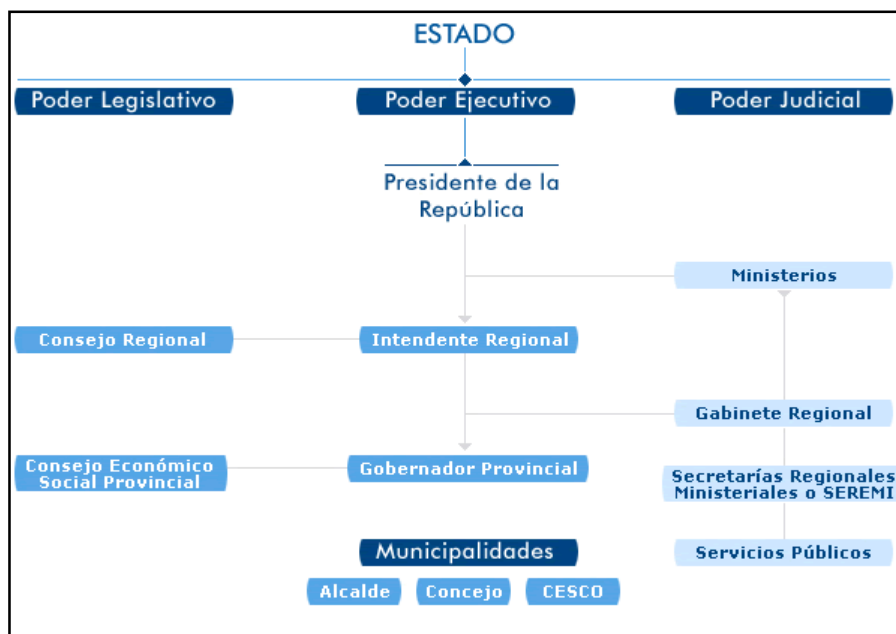 ESTADO
Poder Legislativo
Poder Ejecutivo
Poder Judicial
Presidente de la
República
Ministerios
Consejo Regional
Intendente Regional
Gabinete Regional
Consejo Económico
Social Provincial
Gobernador Provincial
Secretarías Regionales
Ministeriales o SEREMI
Municipalidades
Servicios Públicos
Alcalde
Concejo
CESCO